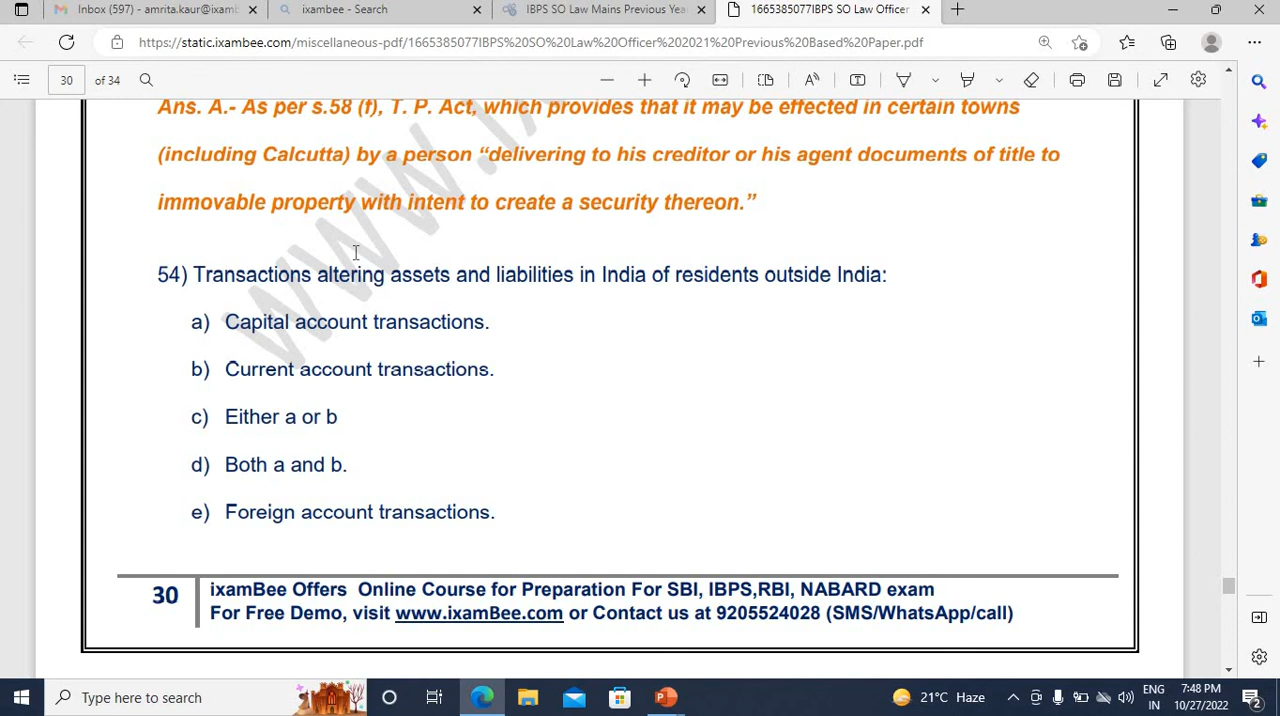 Inbox (597) - amrita.kaur@ixamb
ixambee - Search
IBPS SO Law Mains Previous Yea
1665385077IBPS SO Law Officer
https://static.ixambee.com/miscellaneous-pdf/1665385077IBPS%20SO%20Law%20Officer%202021%20Previous%20Based%20Paper.pdf
30 of 34
Ans. A.- As per s.58 (f), T. P. Act, which provides that it may be effected in certain towns
(including Calcutta) by a person “delivering to his creditor or his agent documents of title to
immovable property with intent to create a security thereon.”
www.i
54) Transactions altering assets and liabilities in India of residents outside India:
a) Capital account transactions.
b) Current account transactions.
c) Either a or b
d) Both a and b.
e) Foreign account transactions.
30
ixamBee Offers Online Course for Preparation For SBI, IBPS,RBI, NABARD exam
For Free Demo, visit www.ixamBee.com or Contact us at 9205524028 (SMS/WhatsApp/call)
Type here to search
21°C Haze
ENG
IN
7:48 PM
10/27/2022
2